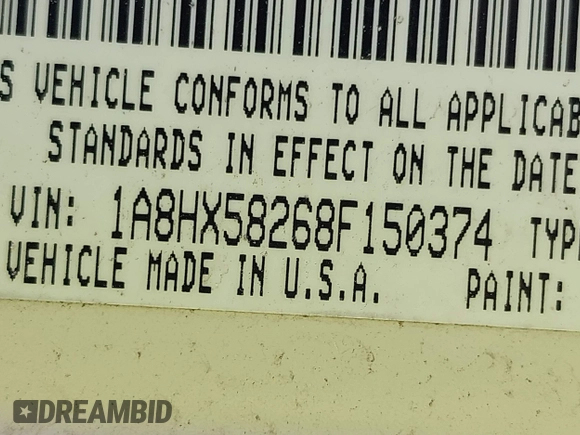 S VEHICLE CONFORMS TO ALL APPLICAB
STANDARDS IN EFFECT ON THE DATE
VIN: 1A8HX58268F150374 TYP
VEHICLE MADE IN U.S.A. PAINT:
DREAMBID